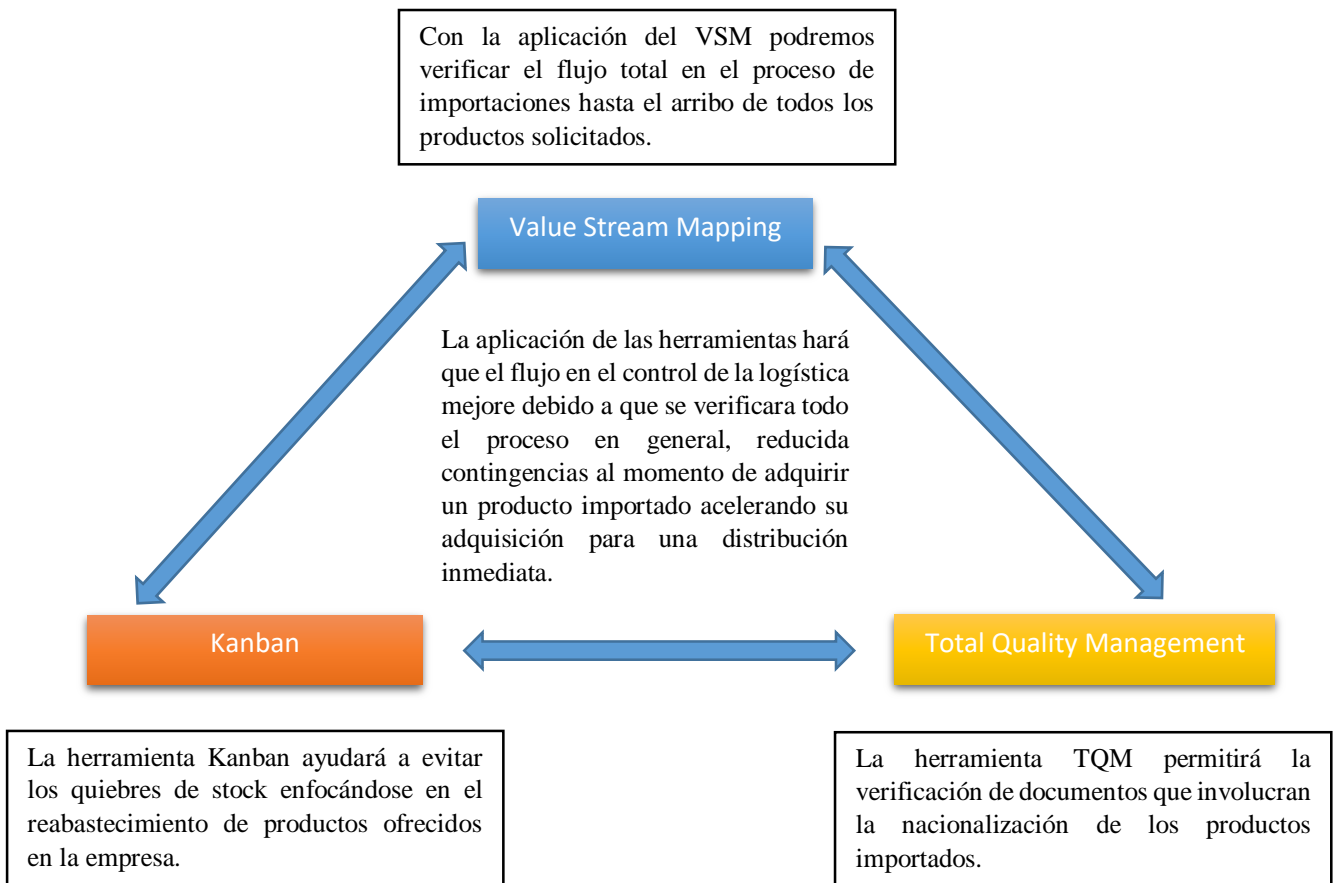 Con la aplicación del VSM podremos
verificar el flujo total en el proceso de
importaciones hasta el arribo de todos los
productos solicitados.
Value Stream Mapping
La aplicación de las herramientas hará
que el flujo en el control de la logística
mejore debido a que se verificara todo
el proceso en general, reducida
contingencias al momento de adquirir
un producto importado acelerando su
adquisición para una distribución
inmediata.
Kanban
Total Quality Management
La herramienta Kanban ayudará a evitar
los quiebres de stock enfocándose en el
reabastecimiento de productos ofrecidos
en la empresa.
La herramienta TQM permitirá la
verificación de documentos que involucran
la nacionalización de los productos
importados.